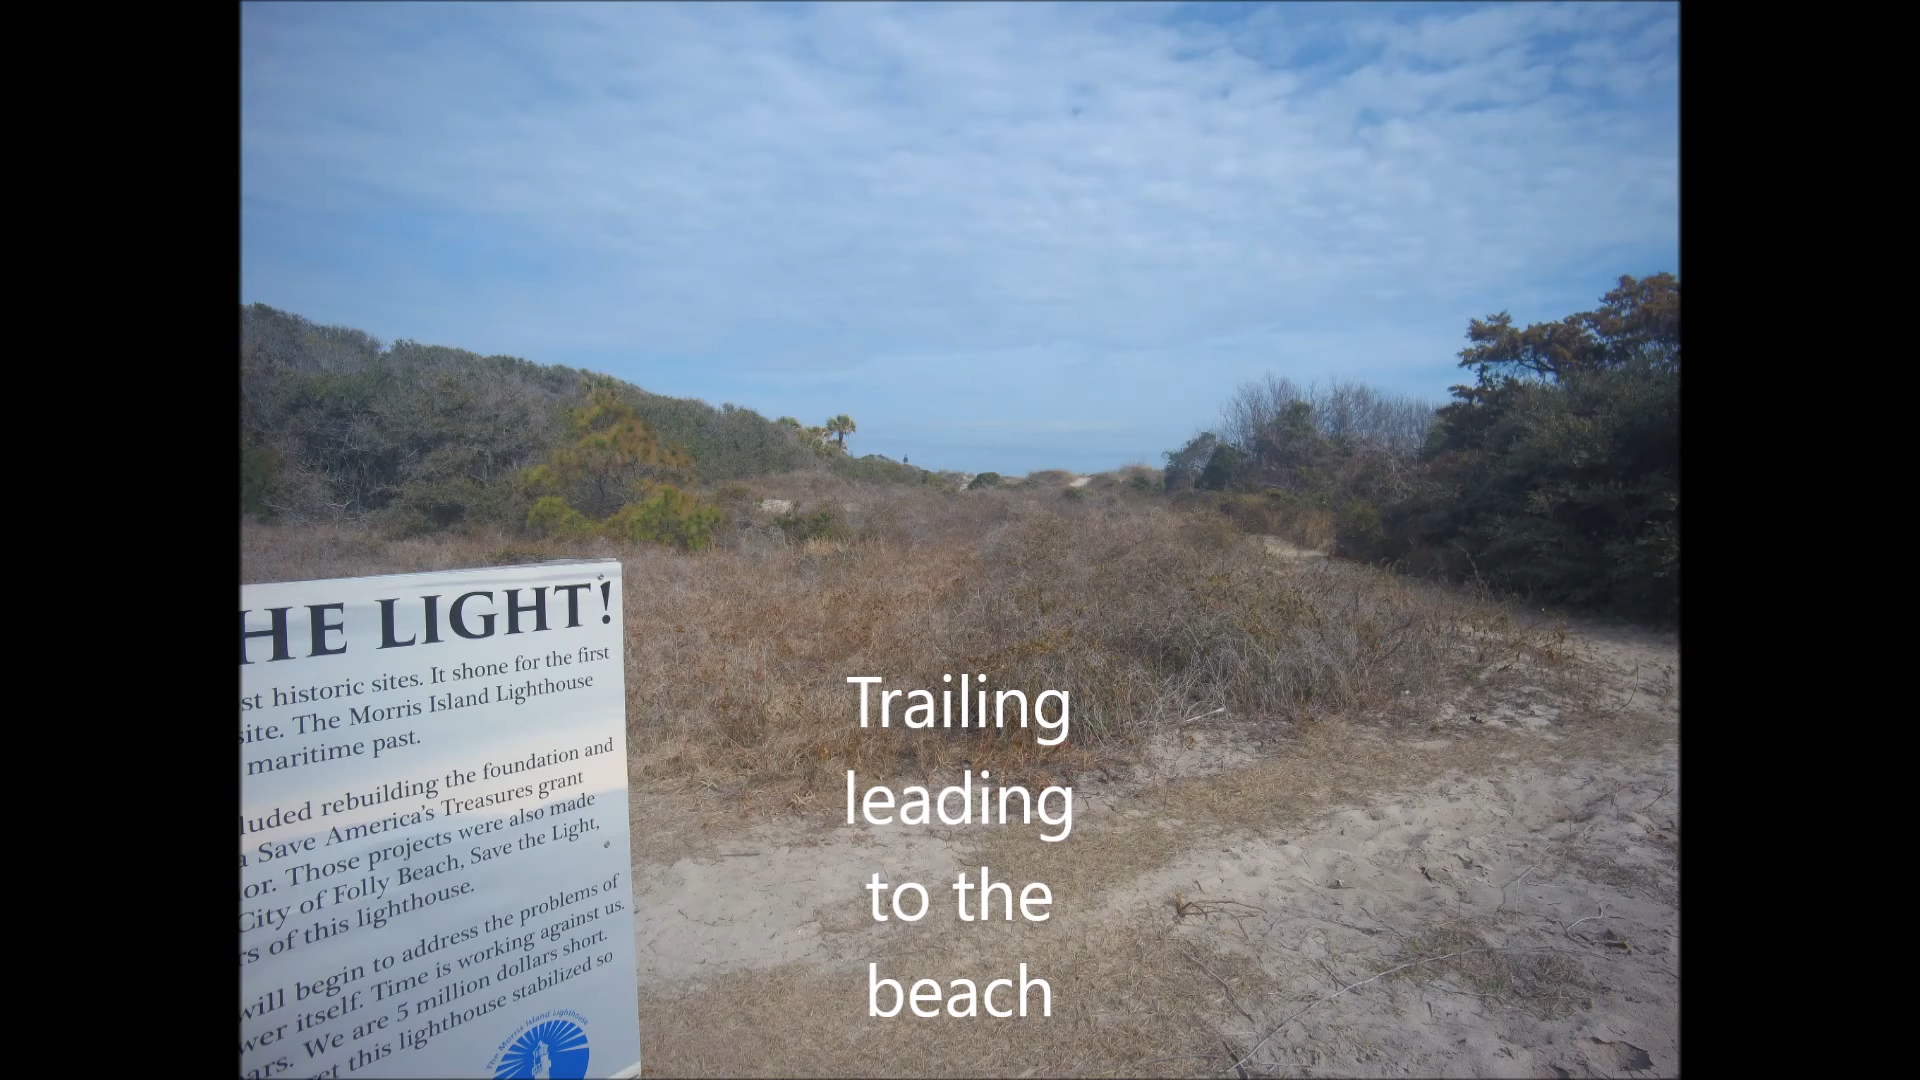 HE LIGHT!
st historic sites. It shone for the first
site. The Morris Island Lighthouse
maritime past.
luded rebuilding the foundation and
a Save America's Treasures grant
or. Those projects were also made
City of Folly Beach, Save the Light,
rs of this lighthouse.
will begin to address the problems of
wer itself. Time is working against us.
ars. We are 5 million dollars short.
et this lighthouse stabilized so
The Morris Island Lighthouse
Trailing
leading
to the
beach